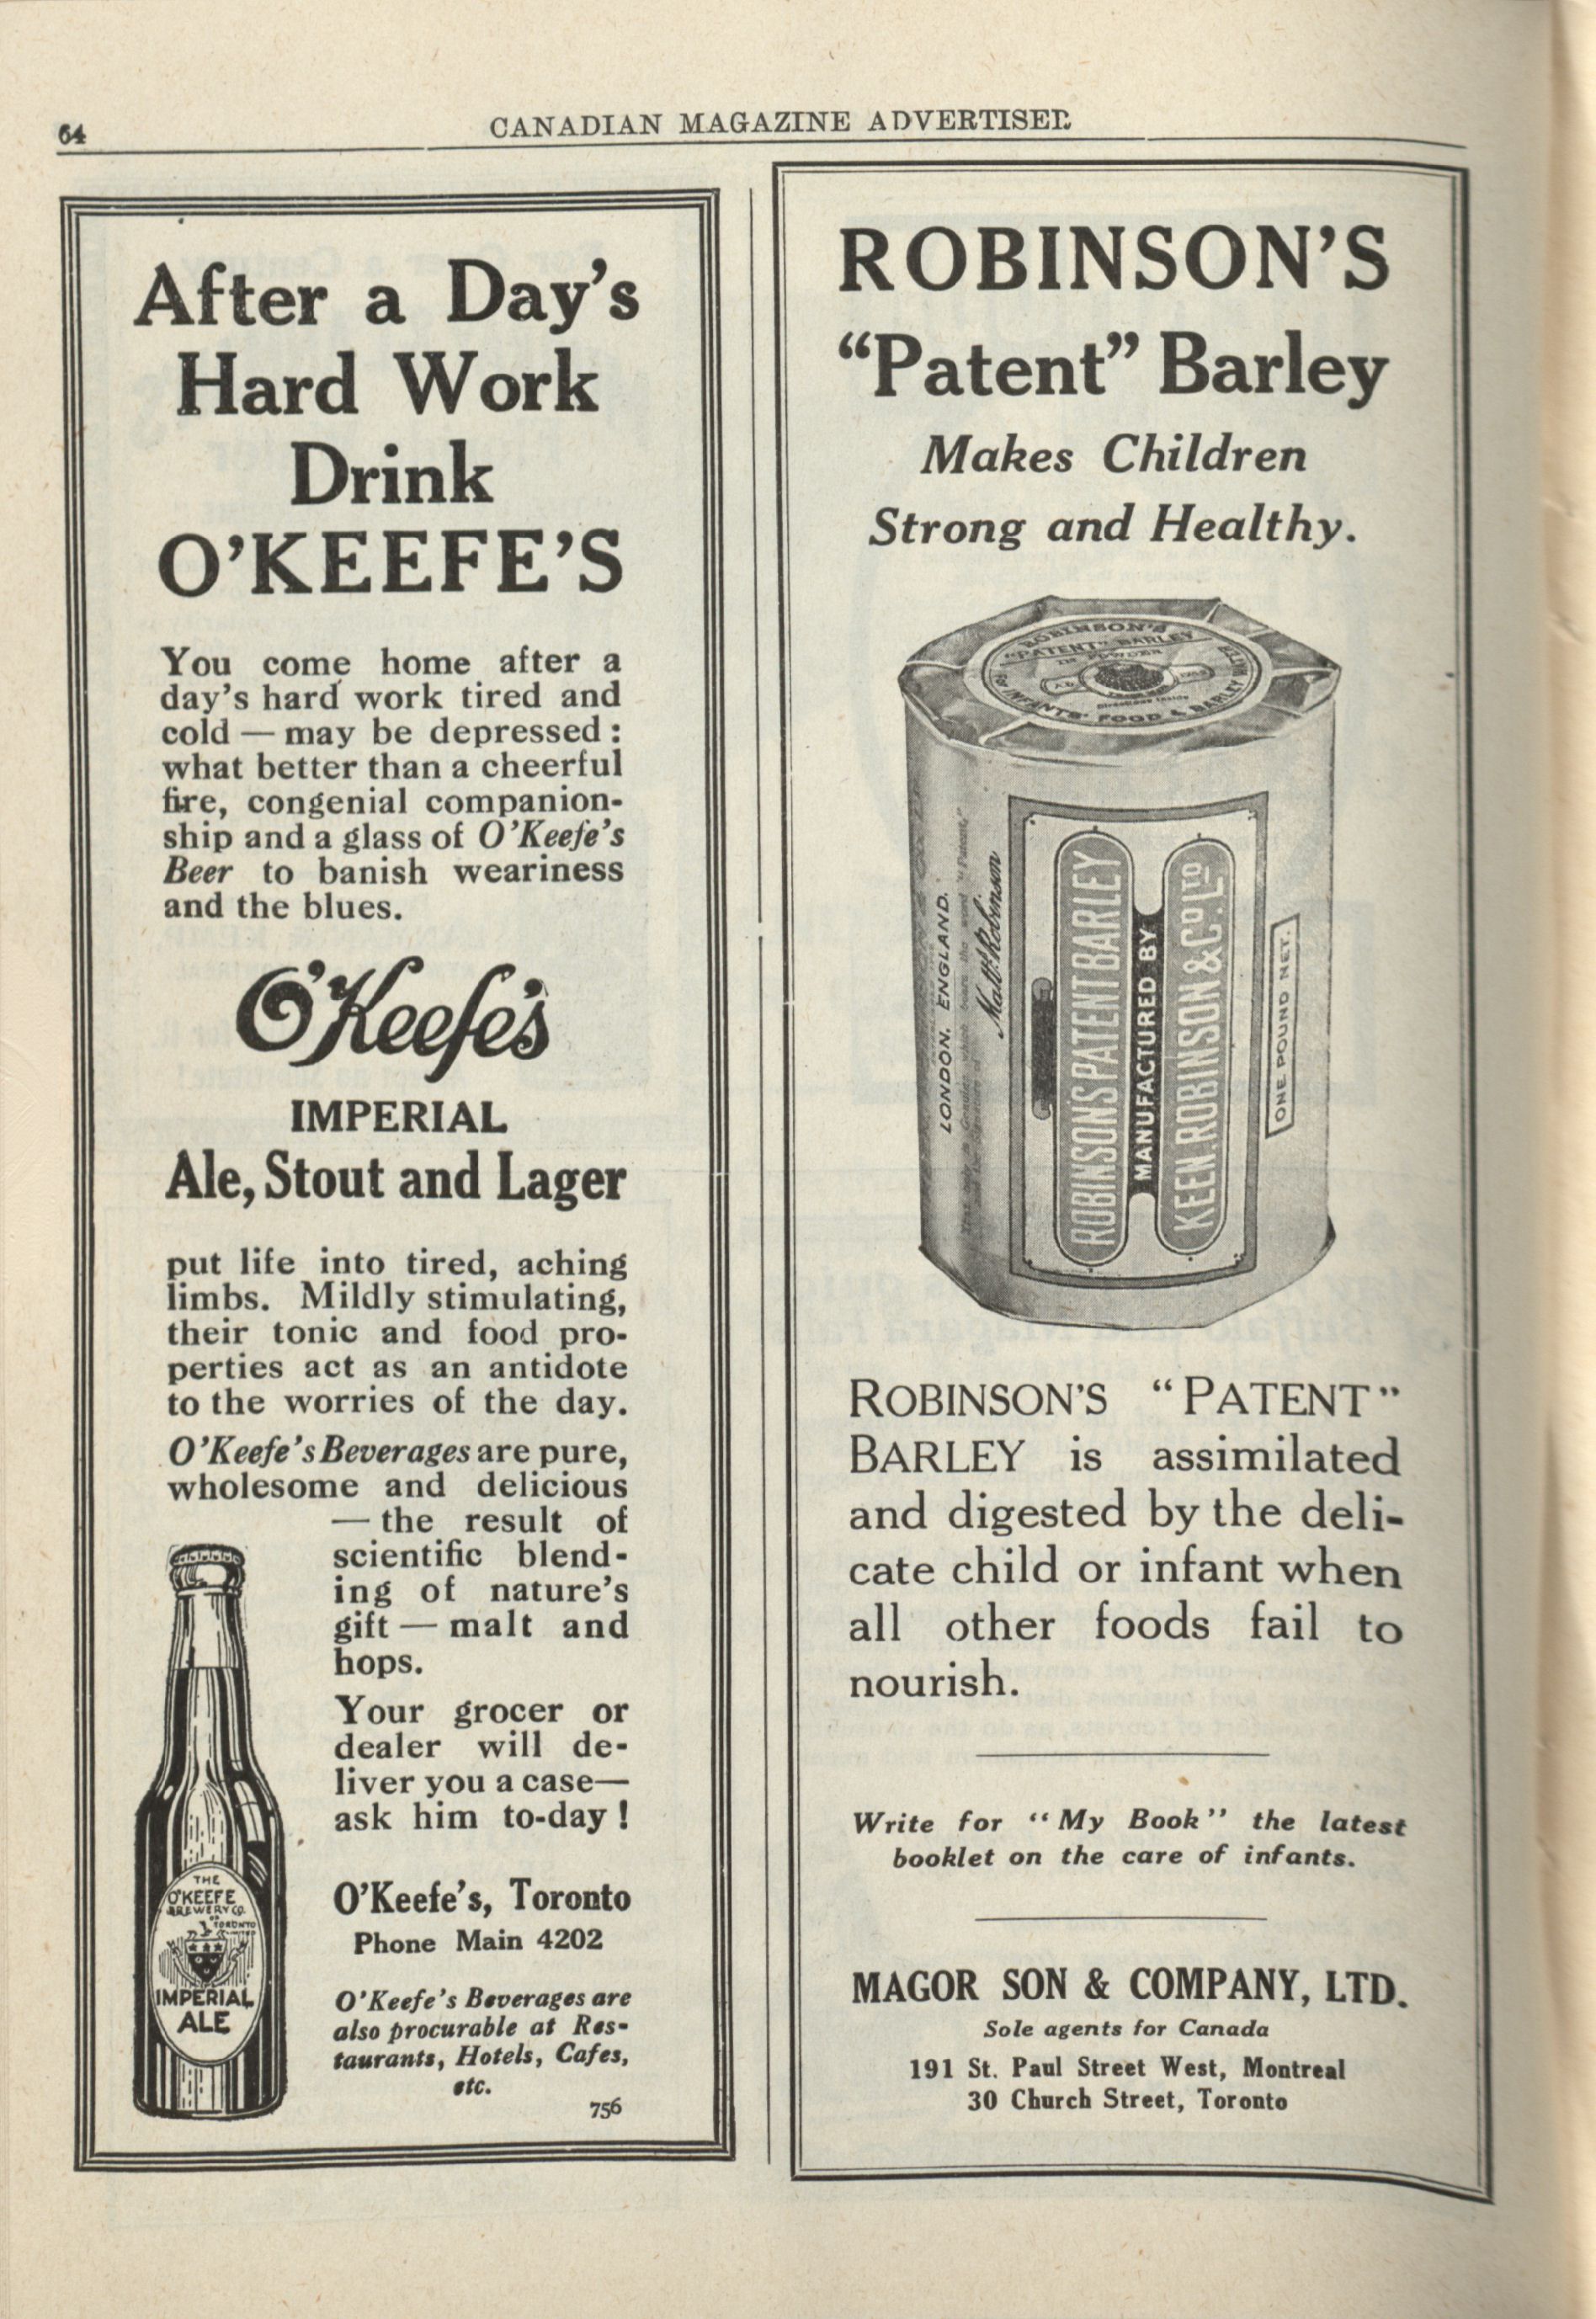 64
CANADIAN MAGAZINE ADVERTISER
After a Day's
Hard Work
Drink
O'KEEFE'S
You come home after a
day's hard work tired and
cold — may be depressed :
what better than a cheerful
fire, congenial companion-
ship and a glass of O'Keefe's
Beer to banish weariness
and the blues.
O'Keefe's
IMPERIAL
Ale, Stout and Lager
put life into tired, aching
limbs. Mildly stimulating,
their tonic and food pro-
perties act as an antidote
to the worries of the day.
O'Keefe's Beverages are pure,
wholesome and delicious
— the result of
scientific blend-
ing of nature's
gift — malt and
hops.
Your grocer or
dealer will de-
liver you a case—
ask him to-day !
O'Keefe's, Toronto
Phone Main 4202
O'Keefe's Beverages are
also procurable at Res-
taurants, Hotels, Cafes,
etc.
756
THE
O'KEEFE
BREWERY CO.
OF TORONTO
IMPERIAL
ALE
ROBINSON'S
“Patent” Barley
Makes Children
Strong and Healthy.
ROBINSON'S
"PATENT" BARLEY
IN POWDER
FOR INFANTS' FOOD & BARLEY WATER
LONDON. ENGLAND.
Matt. Robinson
ROBINSON'S PATENT BARLEY
MANUFACTURED BY
KEEN ROBINSON & CO. LTD
ONE POUND NET.
ROBINSON'S “PATENT”
BARLEY is assimilated
and digested by the deli-
cate child or infant when
all other foods fail to
nourish.
Write for “My Book” the latest
booklet on the care of infants.
MAGOR SON & COMPANY, LTD.
Sole agents for Canada
191 St. Paul Street West, Montreal
30 Church Street, Toronto